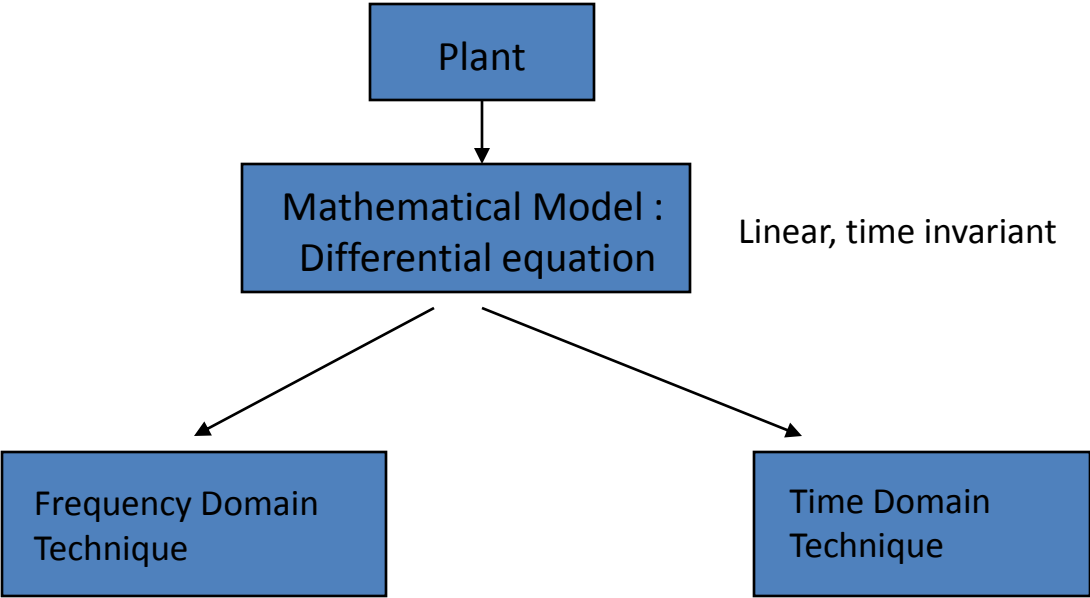 Plant
Mathematical Model :
Differential equation
Linear, time invariant
Frequency Domain
Technique
Time Domain
Technique